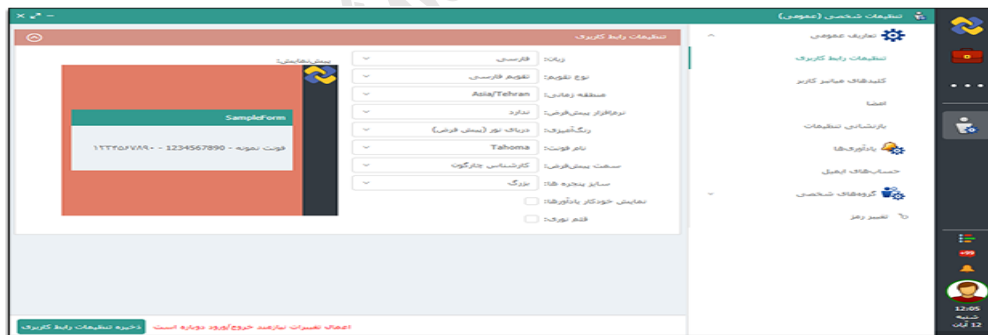 تنظیمات شخصی (عمومی)
تعاریف عمومی
تنظیمات رابط کاربری
کلیدهای میانبر کاربر
امضا
بازنشانی تنظیمات
یادآوری‌ها
حساب‌های ایمیل
گروه‌های شخصی
تغییر رمز
تنظیمات رابط کاربری
زبان: فارسی
نوع تقویم: تقویم فارسی
منطقه زمانی: Asia/Tehran
نرم‌افزار پیش‌فرض: ندارد
رنگ‌آمیزی: دریای نور (پیش فرض)
نام فونت: Tahoma
سمت پیش‌فرض: کارشناس چارگون
سایز پنجره ها: بزرگ
نمایش خودکار یادآورها:
قلم نوری:
پیش‌نمایش:
SampleForm
فونت نمونه - 1234567890 - ۱۲۳۴۵۶۷۸۹۰
اعمال تغییرات نیازمند خروج/ورود دوباره است
ذخیره تنظیمات رابط کاربری
+99
12:05
شنبه
12 آبان